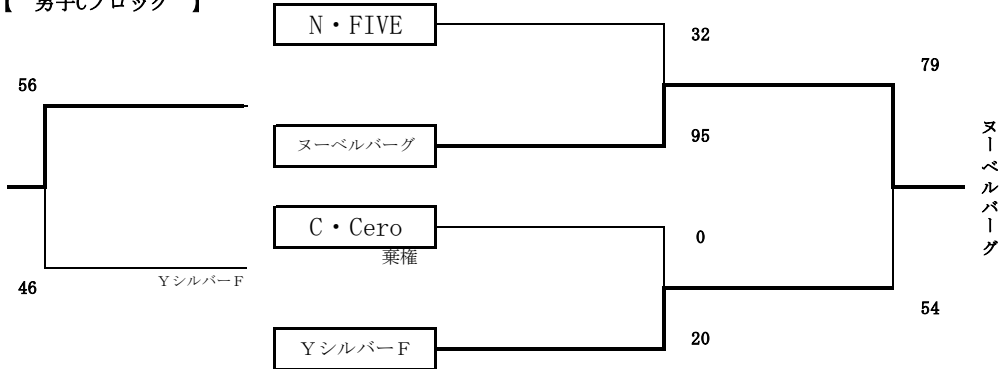 【 男子Cブロック 】
N・FIVE
32
79
56
ヌーベルバーグ
95
ヌーベルバーグ
C・Cero
棄権
0
YシルバーF
46
54
YシルバーF
20